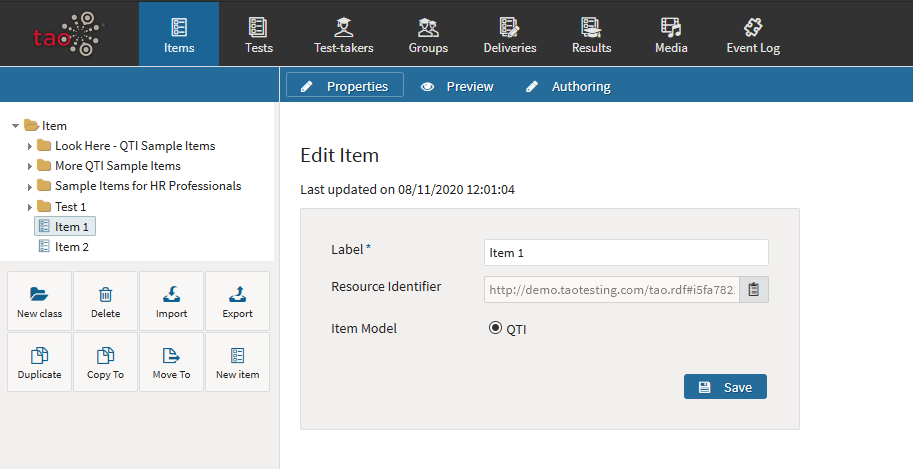 tao
Items
Tests
Test-takers
Groups
Deliveries
Results
Media
Event Log
Properties
Preview
Authoring
Item
Look Here - QTI Sample Items
More QTI Sample Items
Sample Items for HR Professionals
Test 1
Item 1
Item 2
New class
Delete
Import
Export
Duplicate
Copy To
Move To
New item
Edit Item
Last updated on 08/11/2020 12:01:04
Label *
Item 1
Resource Identifier
http://demo.taotesting.com/tao.rdf#i5fa782
Item Model
QTI
Save